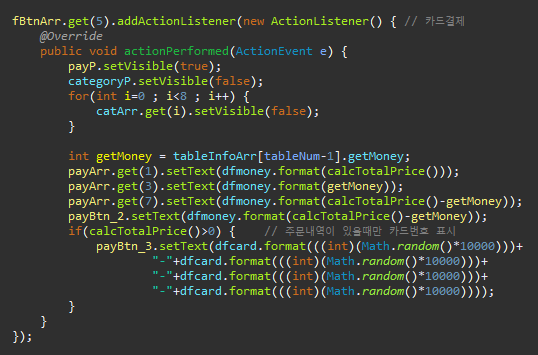 fBtnArr.get(5).addActionListener(new ActionListener() { // 카드결제
    @Override
    public void actionPerformed(ActionEvent e) {
        payP.setVisible(true);
        categoryP.setVisible(false);
        for(int i=0 ; i<8 ; i++) {
            catArr.get(i).setVisible(false);
        }

        int getMoney = tableInfoArr[tableNum-1].getMoney;
        payArr.get(1).setText(dfmoney.format(calcTotalPrice()));
        payArr.get(3).setText(dfmoney.format(getMoney));
        payArr.get(7).setText(dfmoney.format(calcTotalPrice()-getMoney));
        payBtn_2.setText(dfmoney.format(calcTotalPrice()-getMoney));
        if(calcTotalPrice()>0) {    // 주문내역이 있을때만 카드번호 표시
            payBtn_3.setText(dfcard.format(((int)(Math.random()*10000)))+
                    "-"+dfcard.format(((int)(Math.random()*10000)))+
                    "-"+dfcard.format(((int)(Math.random()*10000)))+
                    "-"+dfcard.format(((int)(Math.random()*10000))));
        }
    }
});